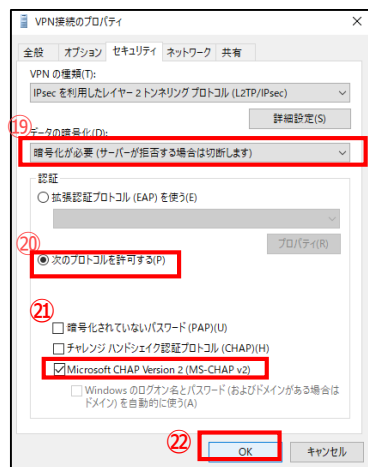 VPN接続のプロパティ
全般 オプション セキュリティ ネットワーク 共有
VPN の種類(T):
IPsec を利用したレイヤー 2 トンネリング プロトコル (L2TP/IPsec)
詳細設定(S)
⑲
データの暗号化(D):
暗号化が必要 (サーバーが拒否する場合は切断します)
認証
拡張認証プロトコル (EAP) を使う(E)
プロパティ(R)
⑳
次のプロトコルを許可する(P)
㉑
暗号化されていないパスワード (PAP)(U)
チャレンジ ハンドシェイク認証プロトコル (CHAP)(H)
Microsoft CHAP Version 2 (MS-CHAP v2)
Windows のログオン名とパスワード (およびドメインがある場合は
ドメイン) を自動的に使う(A)
㉒
OK キャンセル